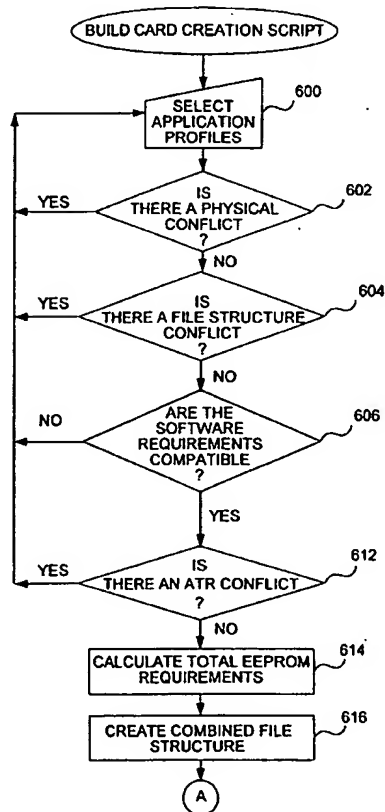 BUILD CARD CREATION SCRIPT
600
SELECT
APPLICATION
PROFILES
602
IS
THERE A PHYSICAL
CONFLICT
?
YES
NO
604
IS
THERE A FILE STRUCTURE
CONFLICT
?
YES
NO
606
ARE THE
SOFTWARE
REQUIREMENTS
COMPATIBLE
?
NO
YES
612
IS
THERE AN ATR CONFLICT
?
YES
NO
614
CALCULATE TOTAL EEPROM
REQUIREMENTS
616
CREATE COMBINED FILE
STRUCTURE
A